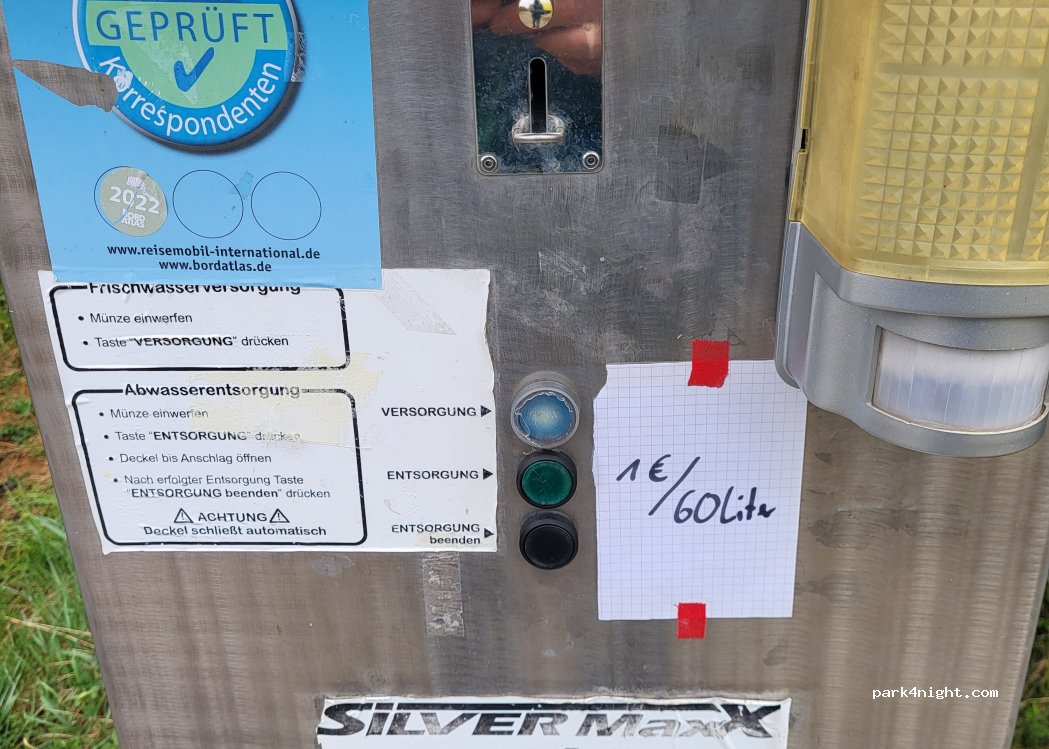 GEPRÜFT
Korrespondenten
2022
BORD
ATLAS
www.reisemobil-international.de
www.bordatlas.de
Frischwasserversorgung
• Münze einwerfen
• Taste "VERSORGUNG" drücken
Abwasserentsorgung
• Münze einwerfen
• Taste "ENTSORGUNG" drücken
• Deckel bis Anschlag öffnen
• Nach erfolgter Entsorgung Taste
"ENTSORGUNG beenden" drücken
ACHTUNG
Deckel schließt automatisch
VERSORGUNG
ENTSORGUNG
ENTSORGUNG
beenden
1 €/60 Liter
SILVER MaxX
park4night.com